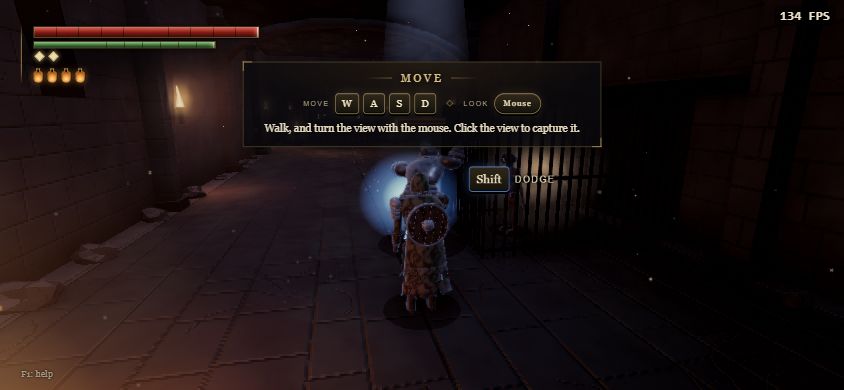 134 FPS
MOVE
MOVE W A S D LOOK Mouse
Walk, and turn the view with the mouse. Click the view to capture it.
Shift DODGE
F1: help